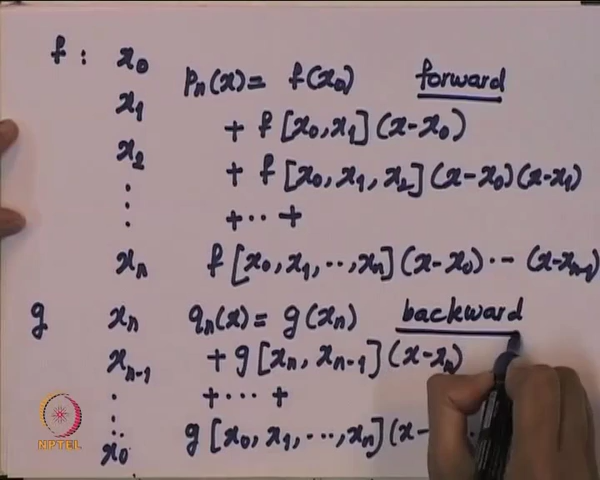 f : x₀ pₙ(x) = f(x₀) forward
x₁ + f[x₀, x₁](x-x₀)
x₂ + f[x₀, x₁, x₂](x-x₀)(x-x₁)
⋮ +··+
xₙ f[x₀, x₁, ··, xₙ](x-x₀)·-(x-xₙ₋₁)
g xₙ qₙ(x) = g(xₙ) backward
xₙ₋₁ + g[xₙ, xₙ₋₁](x-xₙ)
⋮ +···+
x₀ g[x₀, x₁, ···, xₙ](x-
NPTEL